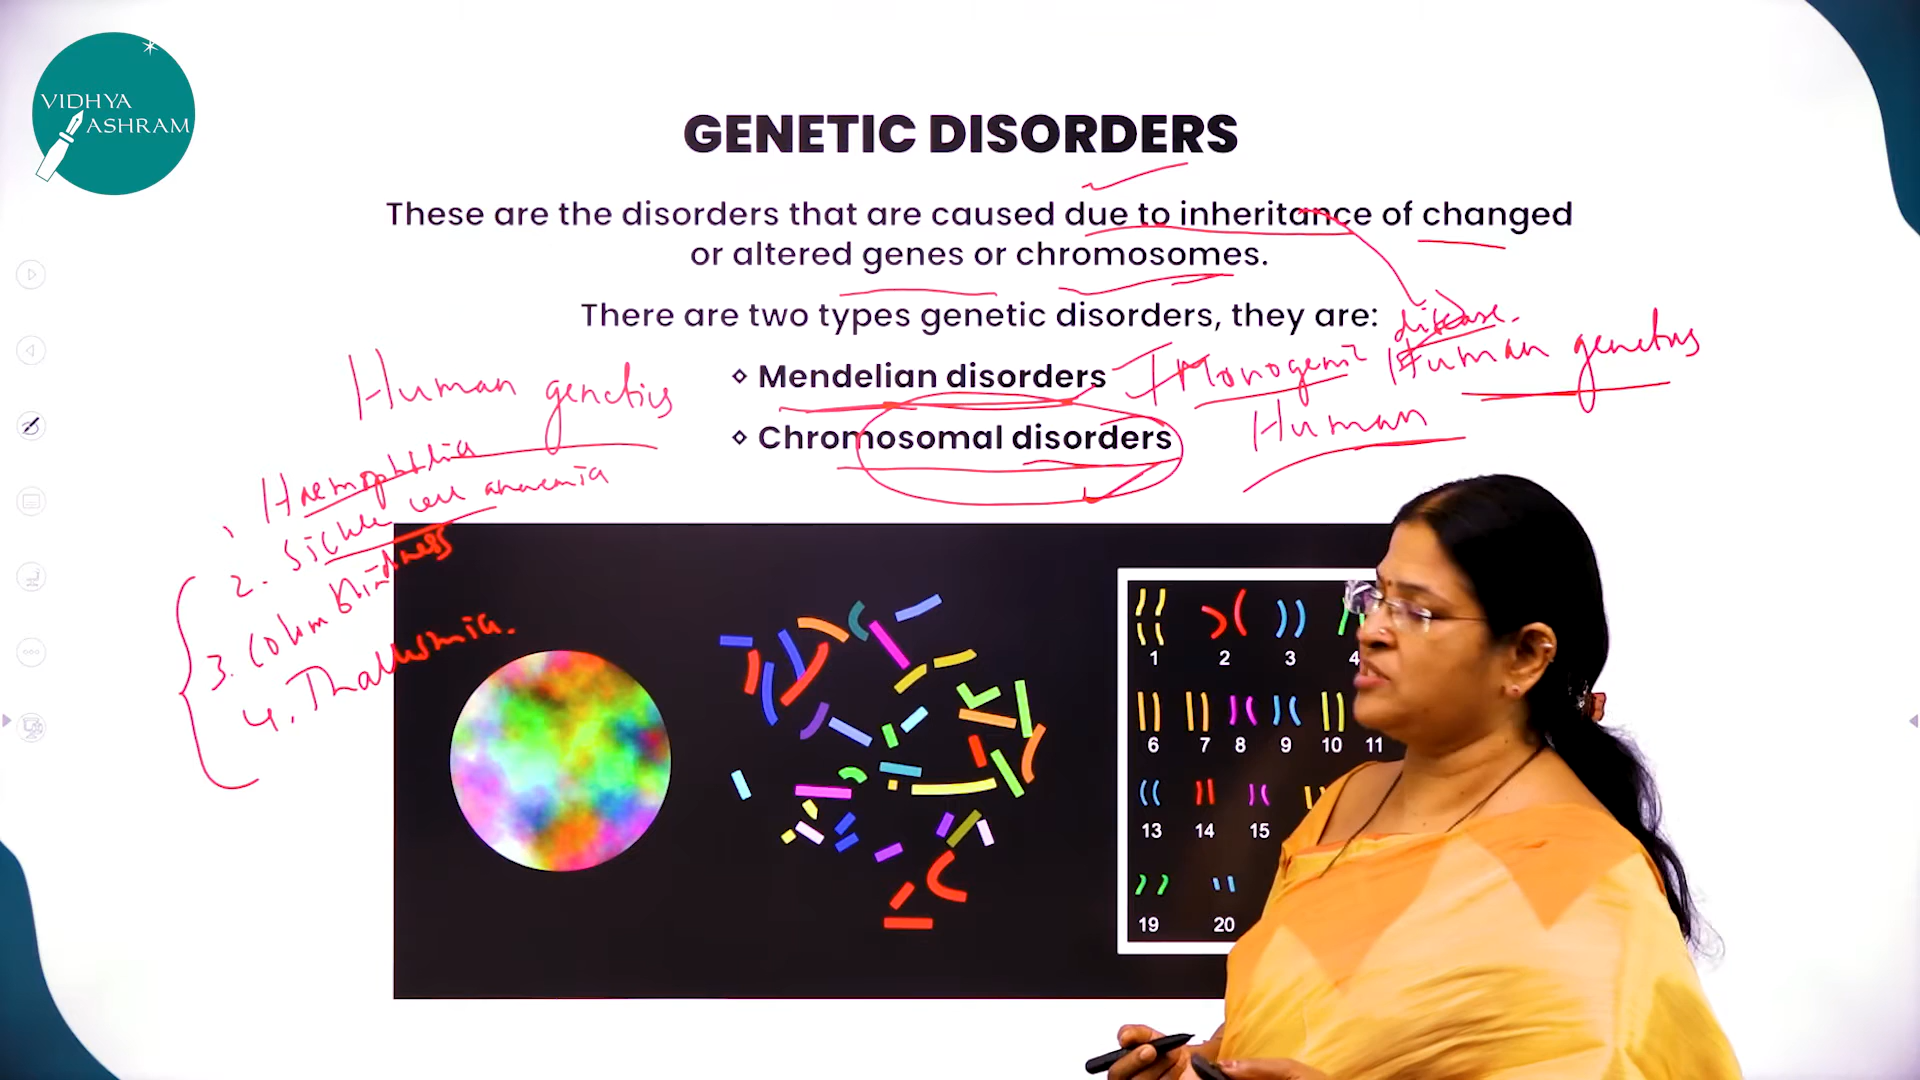 VIDHYA
ASHRAM
GENETIC DISORDERS
These are the disorders that are caused due to inheritance of changed
or altered genes or chromosomes.
There are two types genetic disorders, they are:
disease.
Human genetics
⋄ Mendelian disorders
Monogenic Human genetics
⋄ Chromosomal disorders
Human
1. Haemophilia
2. Sickle cell anaemia
3. Colour blindness
4. Thalassmia.
1 2 3 4
6 7 8 9 10 11
13 14 15
19 20